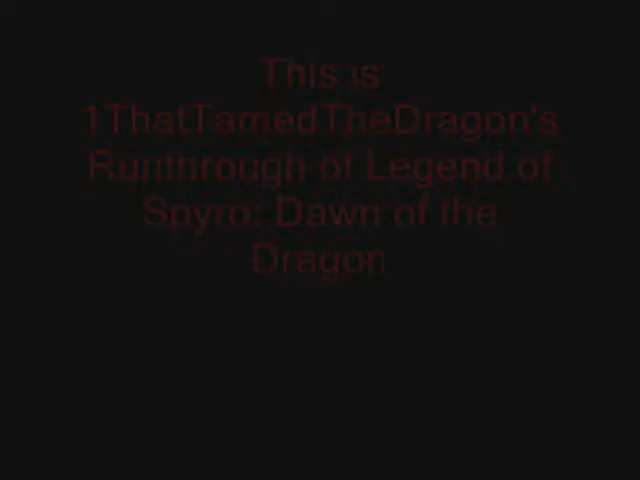 This is
1ThatTamedTheDragon's
Runthrough of Legend of
Spyro: Dawn of the
Dragon